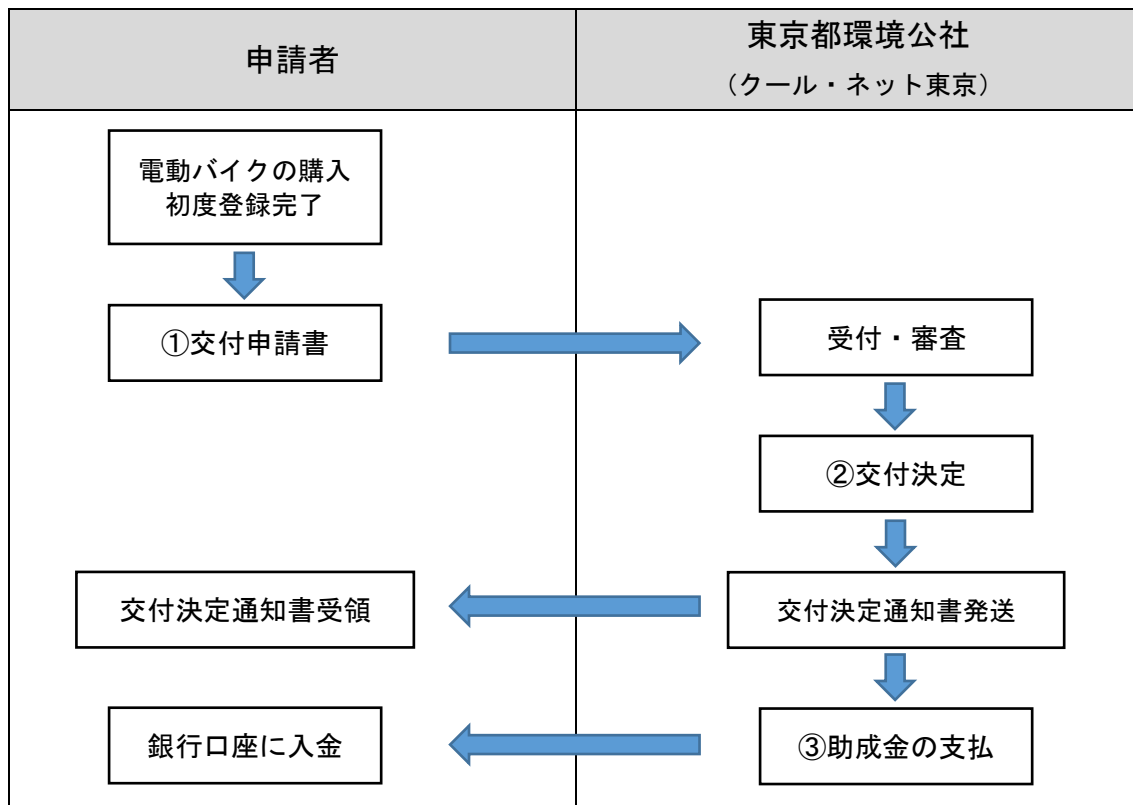 申請者
東京都環境公社
（クール・ネット東京）
電動バイクの購入
初度登録完了
①交付申請書
受付・審査
②交付決定
交付決定通知書受領
交付決定通知書発送
銀行口座に入金
③助成金の支払